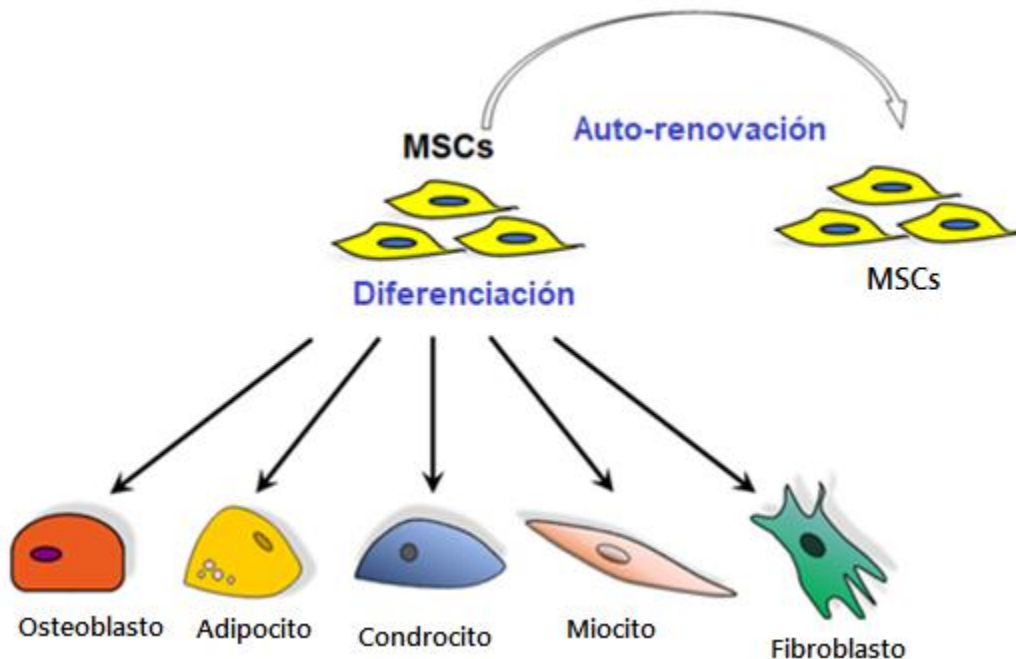 MSCs
Auto-renovación
MSCs
Diferenciación
Osteoblasto
Adipocito
Condrocito
Miocito
Fibroblasto